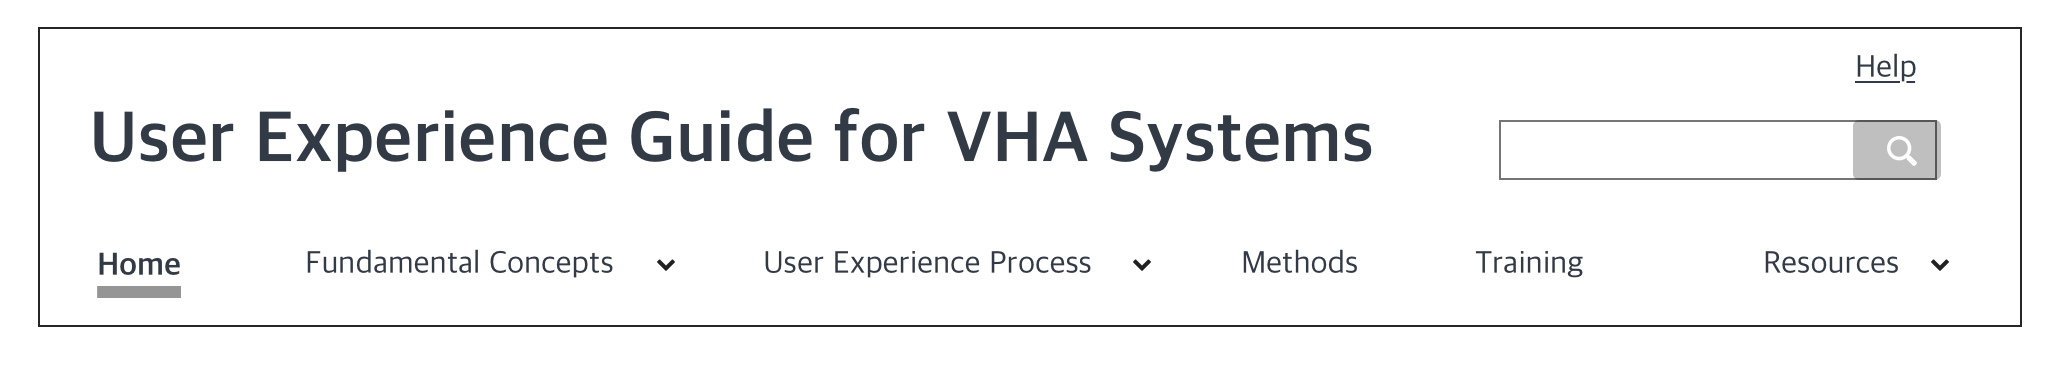 Help
User Experience Guide for VHA Systems
Home Fundamental Concepts User Experience Process Methods Training Resources